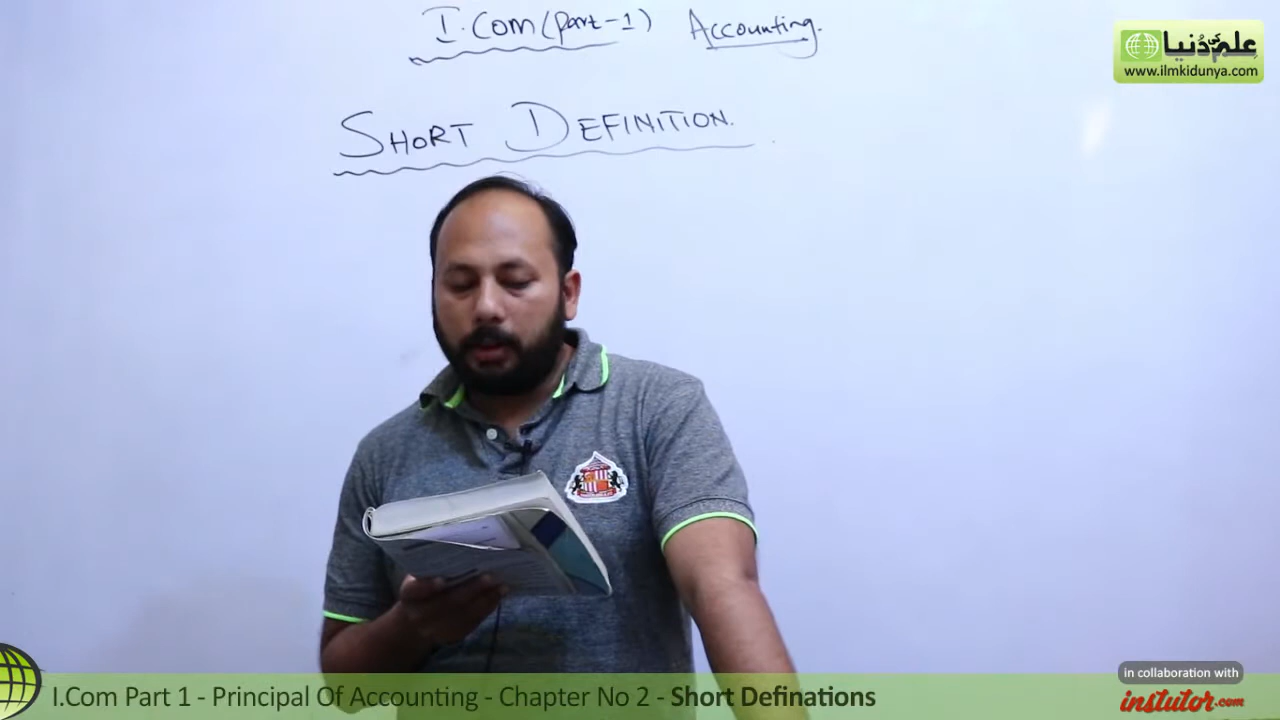 I.Com (part-1) Accounting.
علم کی دنیا
www.ilmkidunya.com
SHORT DEFINITION.
I.Com Part 1 - Principal Of Accounting - Chapter No 2 - Short Definations
in collaboration with
instutor.com